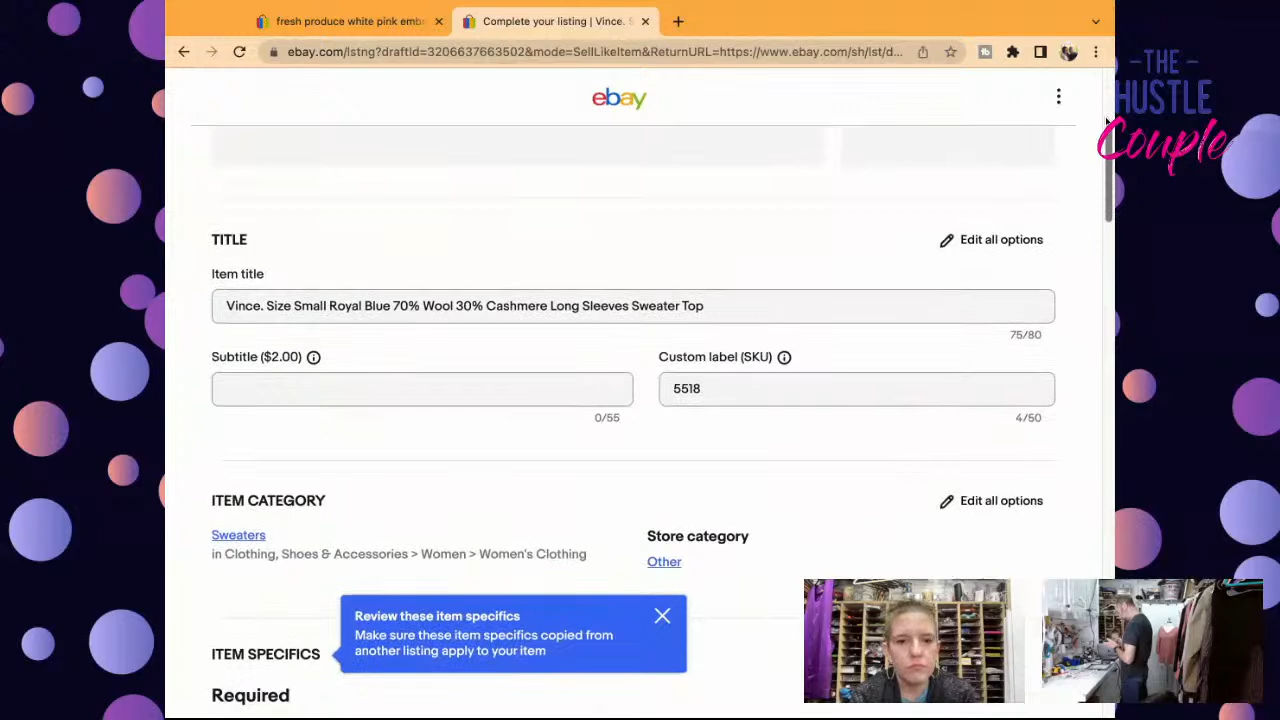 fresh produce white pink emb
Complete your listing | Vince. S
ebay.com/lstng?draftId=3206637663502&mode=SellLikeItem&ReturnURL=https://www.ebay.com/sh/lst/d...
-THE-
HUSTLE
Couple
ebay
TITLE
Edit all options
Item title
Vince. Size Small Royal Blue 70% Wool 30% Cashmere Long Sleeves Sweater Top
75/80
Subtitle ($2.00)
Custom label (SKU)
5518
0/55
4/50
ITEM CATEGORY
Edit all options
Sweaters
in Clothing, Shoes & Accessories > Women > Women's Clothing
Store category
Other
Review these item specifics
Make sure these item specifics copied from
another listing apply to your item
ITEM SPECIFICS
Required